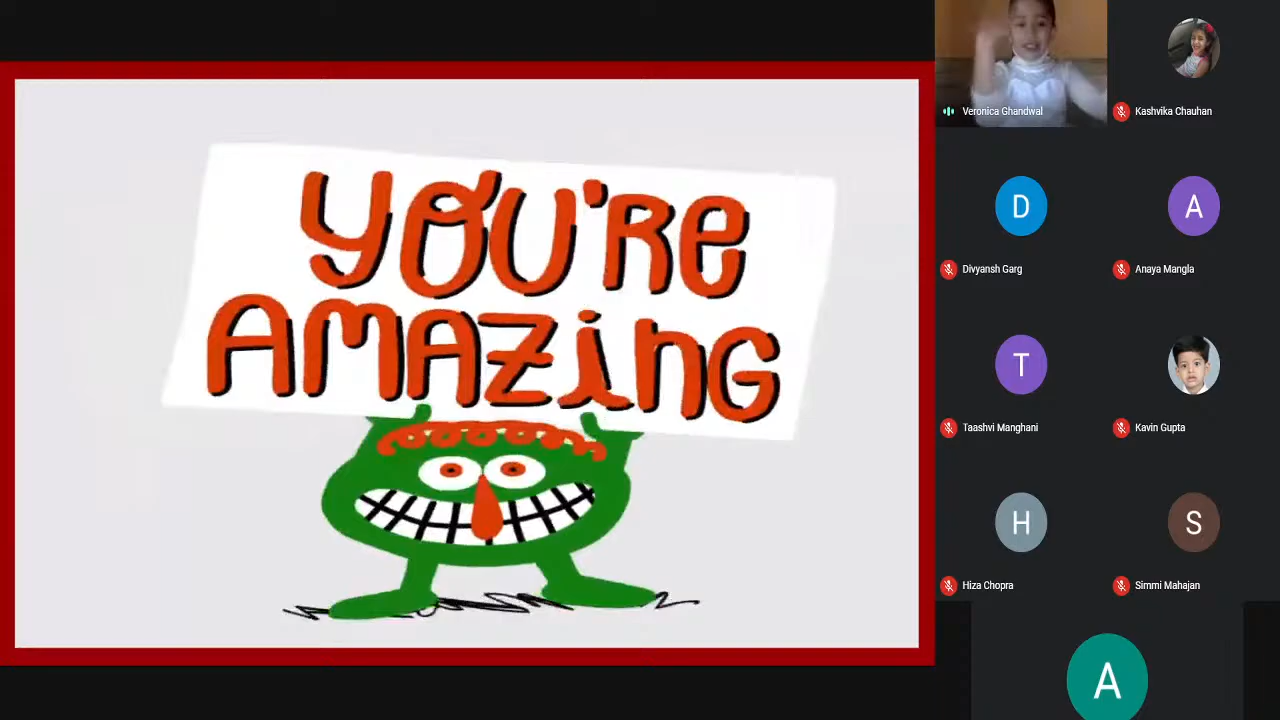 YOU'RE
AMAZiNG
Veronica Ghandwal
Kashvika Chauhan
D
A
Divyansh Garg
Anaya Mangla
T
Taashvi Manghani
Kavin Gupta
H
S
Hiza Chopra
Simmi Mahajan
A